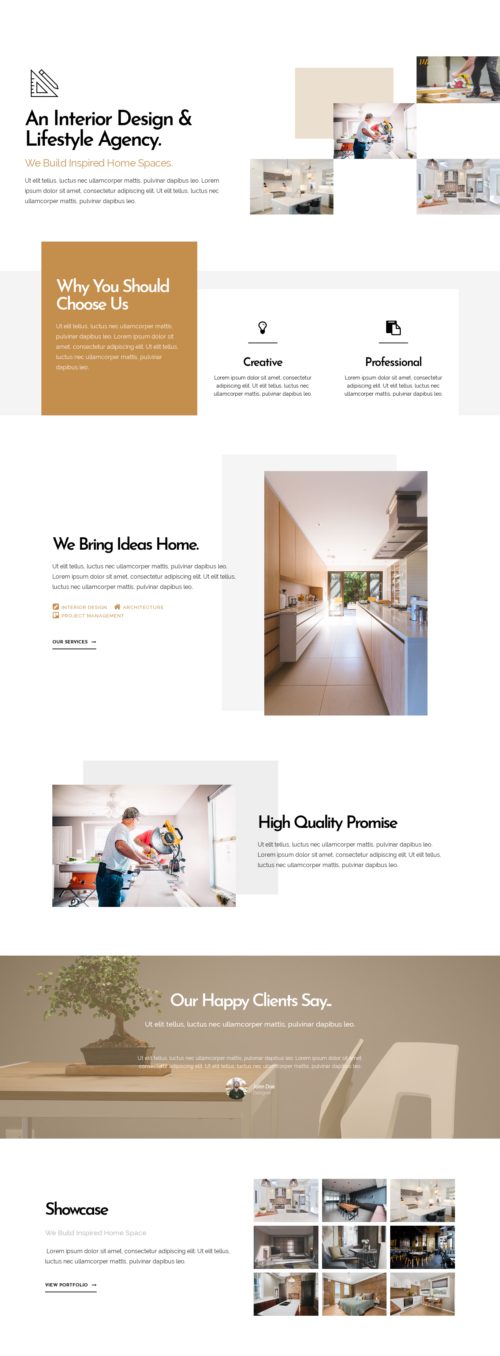 An Interior Design &
Lifestyle Agency.
We Build Inspired Home Spaces.
Ut elit tellus, luctus nec ullamcorper mattis, pulvinar dapibus leo. Lorem
ipsum dolor sit amet, consectetur adipiscing elit. Ut elit tellus, luctus nec
ullamcorper mattis, pulvinar dapibus leo.
Why You Should
Choose Us
Ut elit tellus, luctus nec ullamcorper mattis,
pulvinar dapibus leo. Lorem ipsum dolor sit
amet, consectetur adipiscing elit. Ut elit tellus,
luctus nec ullamcorper mattis, pulvinar
dapibus leo.
Creative
Lorem ipsum dolor sit amet, consectetur
adipiscing elit. Ut elit tellus, luctus nec
ullamcorper mattis, pulvinar dapibus leo.
Professional
Lorem ipsum dolor sit amet, consectetur
adipiscing elit. Ut elit tellus, luctus nec
ullamcorper mattis, pulvinar dapibus leo.
We Bring Ideas Home.
Ut elit tellus, luctus nec ullamcorper mattis, pulvinar dapibus leo.
Lorem ipsum dolor sit amet, consectetur adipiscing elit. Ut elit tellus,
luctus nec ullamcorper mattis, pulvinar dapibus leo.
INTERIOR DESIGN ARCHITECTURE
PROJECT MANAGEMENT
OUR SERVICES →
High Quality Promise
Ut elit tellus, luctus nec ullamcorper mattis, pulvinar dapibus leo.
Lorem ipsum dolor sit amet, consectetur adipiscing elit. Ut elit tellus,
luctus nec ullamcorper mattis, pulvinar dapibus leo.
Our Happy Clients Say..
Ut elit tellus, luctus nec ullamcorper mattis, pulvinar dapibus leo.
Ut elit tellus, luctus nec ullamcorper mattis, pulvinar dapibus leo. Lorem ipsum dolor sit amet,
consectetur adipiscing elit. Ut elit tellus, luctus nec ullamcorper mattis, pulvinar dapibus leo.
John Doe
Designer
Showcase
We Build Inspired Home Space
Lorem ipsum dolor sit amet, consectetur adipiscing elit. Ut elit tellus,
luctus nec ullamcorper mattis, pulvinar dapibus leo.
VIEW PORTFOLIO →